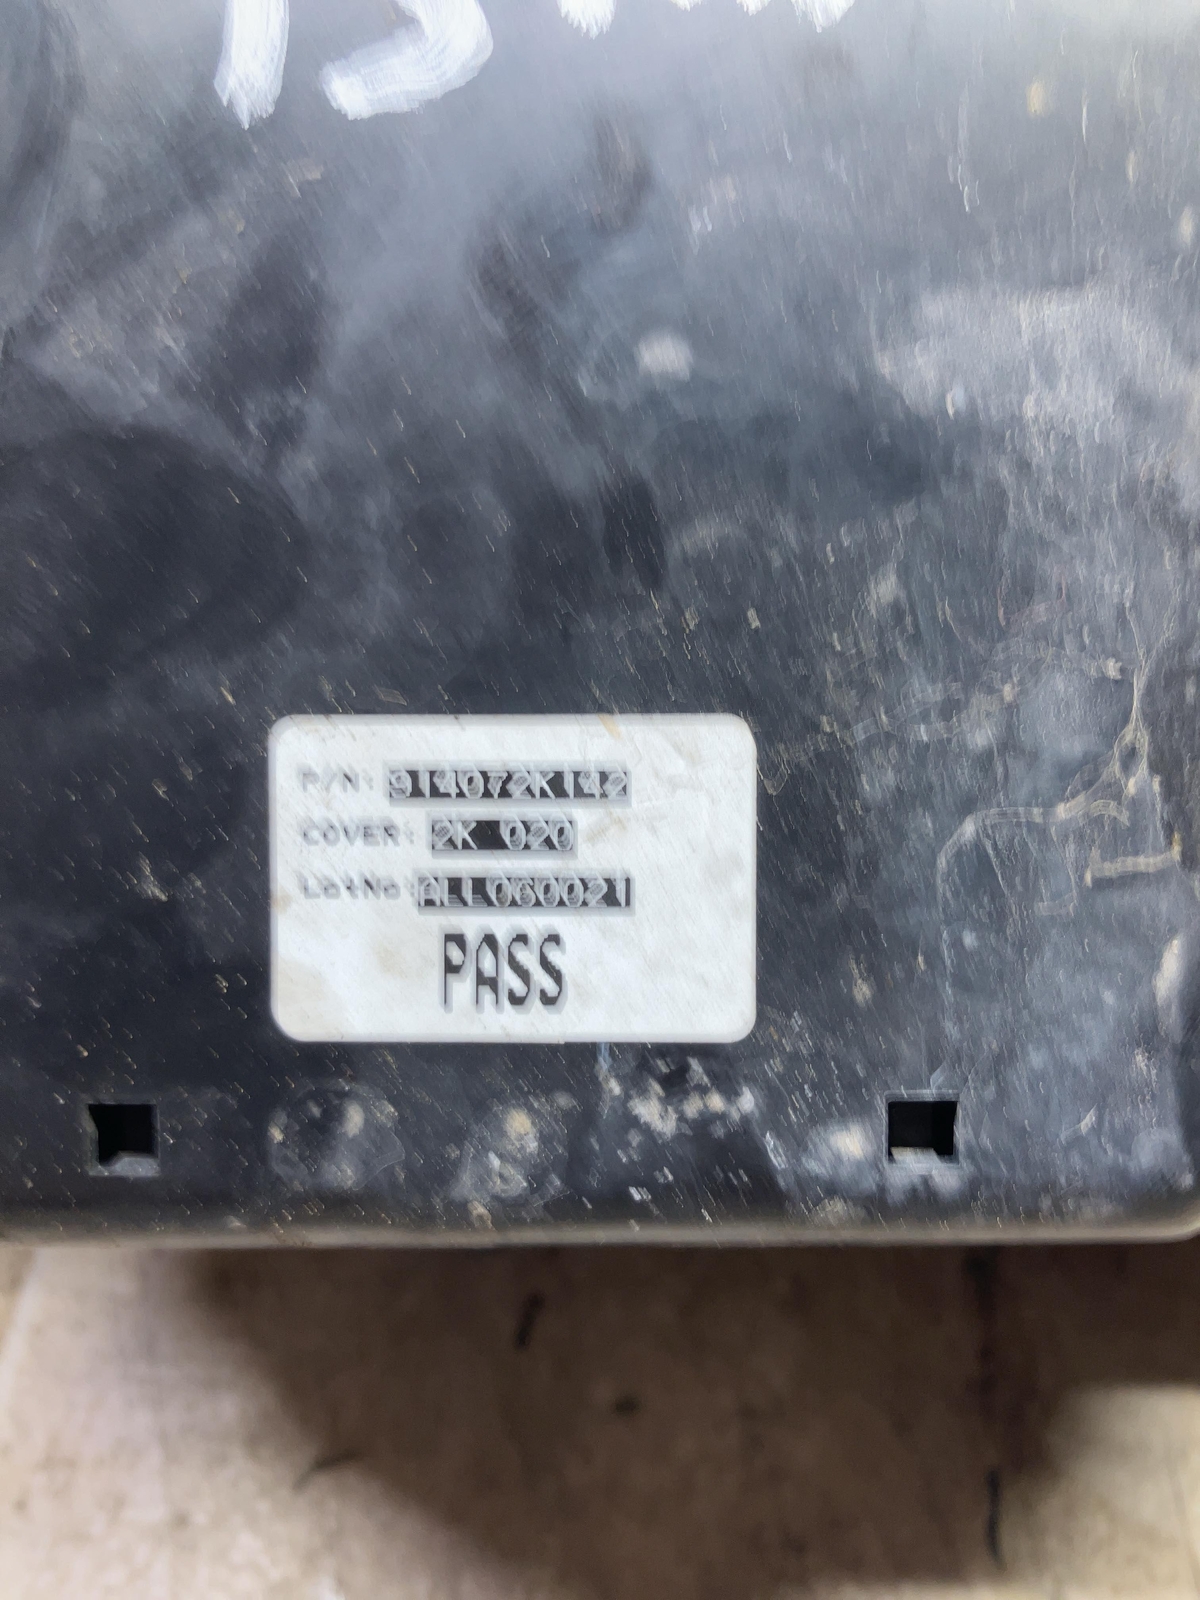 P/N: 914072K142
COVER: 2K 020
LotNo: ALL060021
PASS